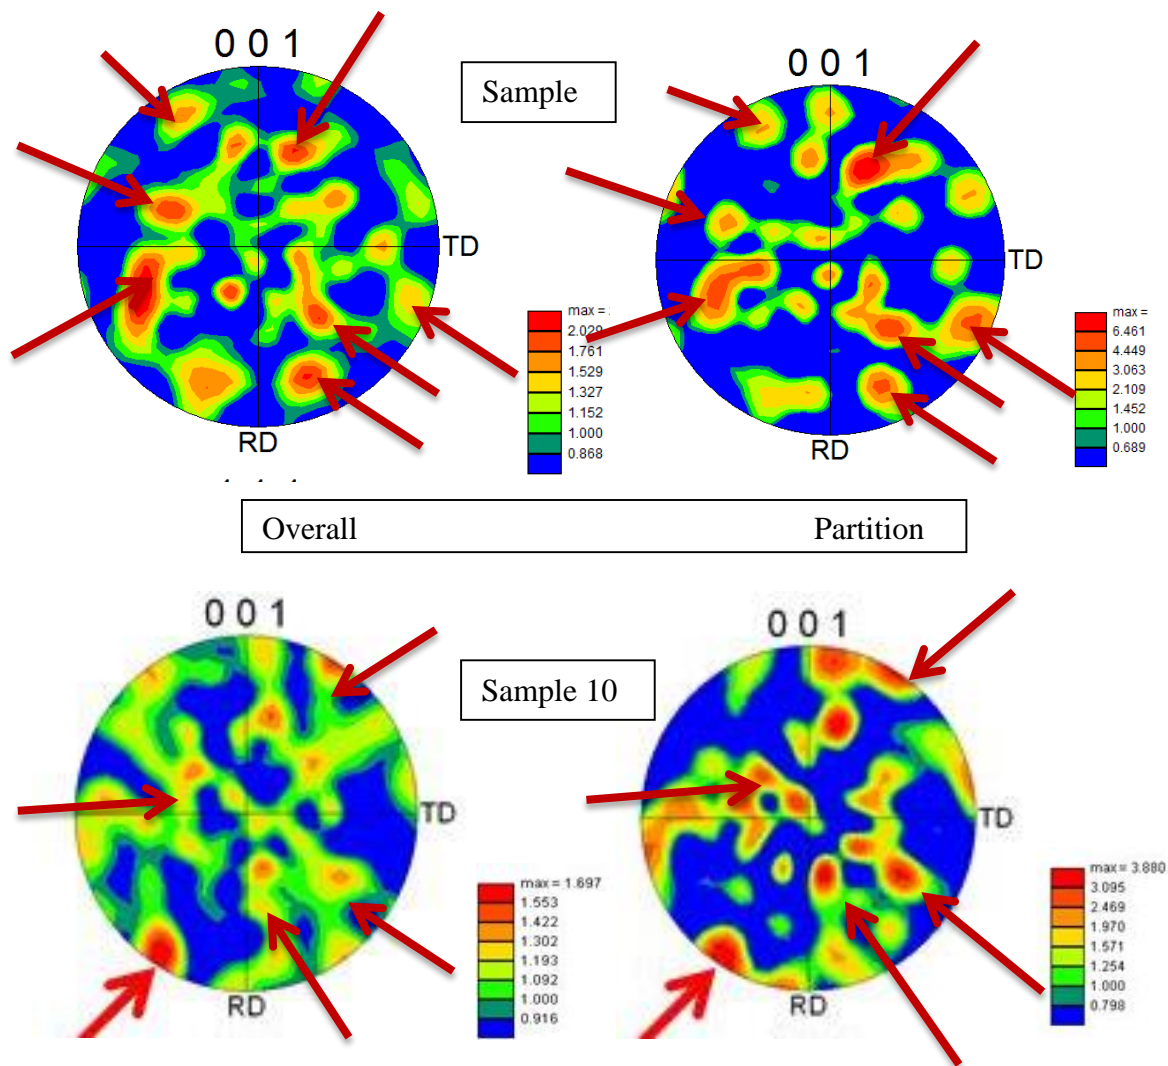 0 0 1
Sample
0 0 1
TD
RD
max =
2.029
1.761
1.529
1.327
1.152
1.000
0.868
TD
RD
max =
6.461
4.449
3.063
2.109
1.452
1.000
0.689
Overall Partition
0 0 1
Sample 10
0 0 1
TD
RD
max = 1.697
1.553
1.422
1.302
1.193
1.092
1.000
0.916
TD
RD
max = 3.880
3.095
2.469
1.970
1.571
1.254
1.000
0.798